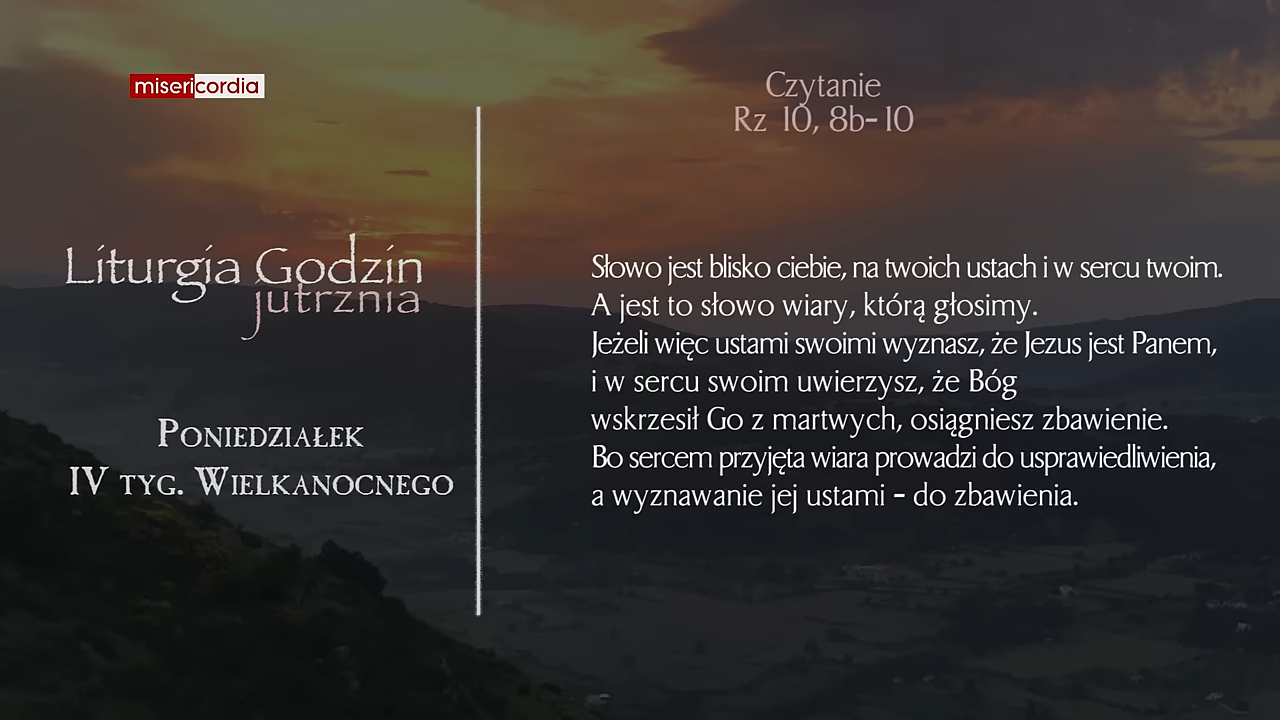 misericordia
Liturgia Godzin
jutrznia
Poniedziałek
IV tyg. Wielkanocnego
Czytanie
Rz 10, 8b-10
Słowo jest blisko ciebie, na twoich ustach i w sercu twoim.
A jest to słowo wiary, którą głosimy.
Jeżeli więc ustami swoimi wyznasz, że Jezus jest Panem,
i w sercu swoim uwierzysz, że Bóg
wskrzesił Go z martwych, osiągniesz zbawienie.
Bo sercem przyjęta wiara prowadzi do usprawiedliwienia,
a wyznawanie jej ustami – do zbawienia.